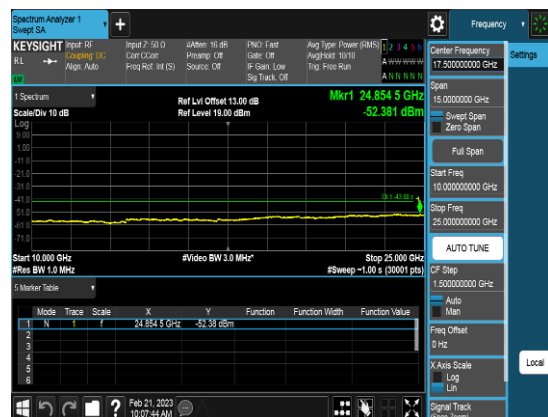 Spectrum Analyzer 1
Swept SA
+
Frequency
KEYSIGHT
Input: RF
Input Z: 50 Ω
#Atten: 16 dB
PNO: Fast
Avg Type: Power (RMS)
1 2 3 4 5 6
RL
Coupling: DC
Corr CCorr
Preamp: Off
Gate: Off
Avg|Hold: 10/10
A W W W W W
Align: Auto
Freq Ref: Int (S)
Source: Off
IF Gain: Low
Trig: Free Run
Sig Track: Off
A N N N N N
1 Spectrum
Scale/Div 10 dB
Ref Lvl Offset 13.00 dB
Ref Level 19.00 dBm
Mkr1 24.854 5 GHz
-52.381 dBm
Log
9.00
-1.00
-11.0
-21.0
-31.0
-41.0
-51.0
-61.0
-71.0
Start 10.000 GHz
#Video BW 3.0 MHz*
Stop 25.000 GHz
#Res BW 1.0 MHz
#Sweep ~1.00 s (30001 pts)
5 Marker Table
Mode Trace Scale X Y Function Function Width Function Value
1 N 1 f 24.854 5 GHz -52.38 dBm
2
3
4
5
6
Center Frequency
17.500000000 GHz
Span
15.0000000 GHz
Swept Span
Zero Span
Full Span
Start Freq
10.000000000 GHz
Stop Freq
25.000000000 GHz
AUTO TUNE
CF Step
1.500000000 GHz
Auto
Man
Freq Offset
0 Hz
X Axis Scale
Log
Lin
Signal Track
(Span Zoom)
Settings
Local
?
Feb 21, 2023
10:07:44 AM